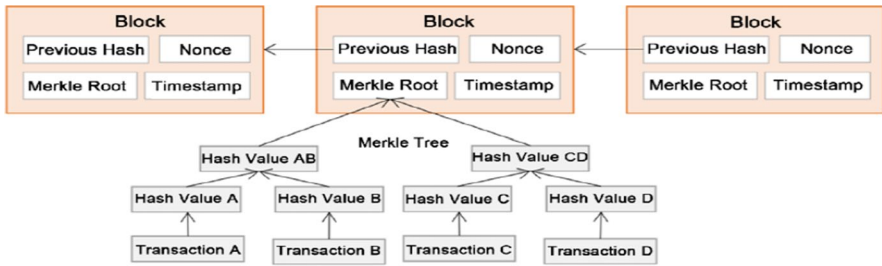 Block
Block
Block
Previous Hash Nonce
Previous Hash Nonce
Previous Hash Nonce
Merkle Root Timestamp
Merkle Root Timestamp
Merkle Root Timestamp
Merkle Tree
Hash Value AB
Hash Value CD
Hash Value A
Hash Value B
Hash Value C
Hash Value D
Transaction A
Transaction B
Transaction C
Transaction D